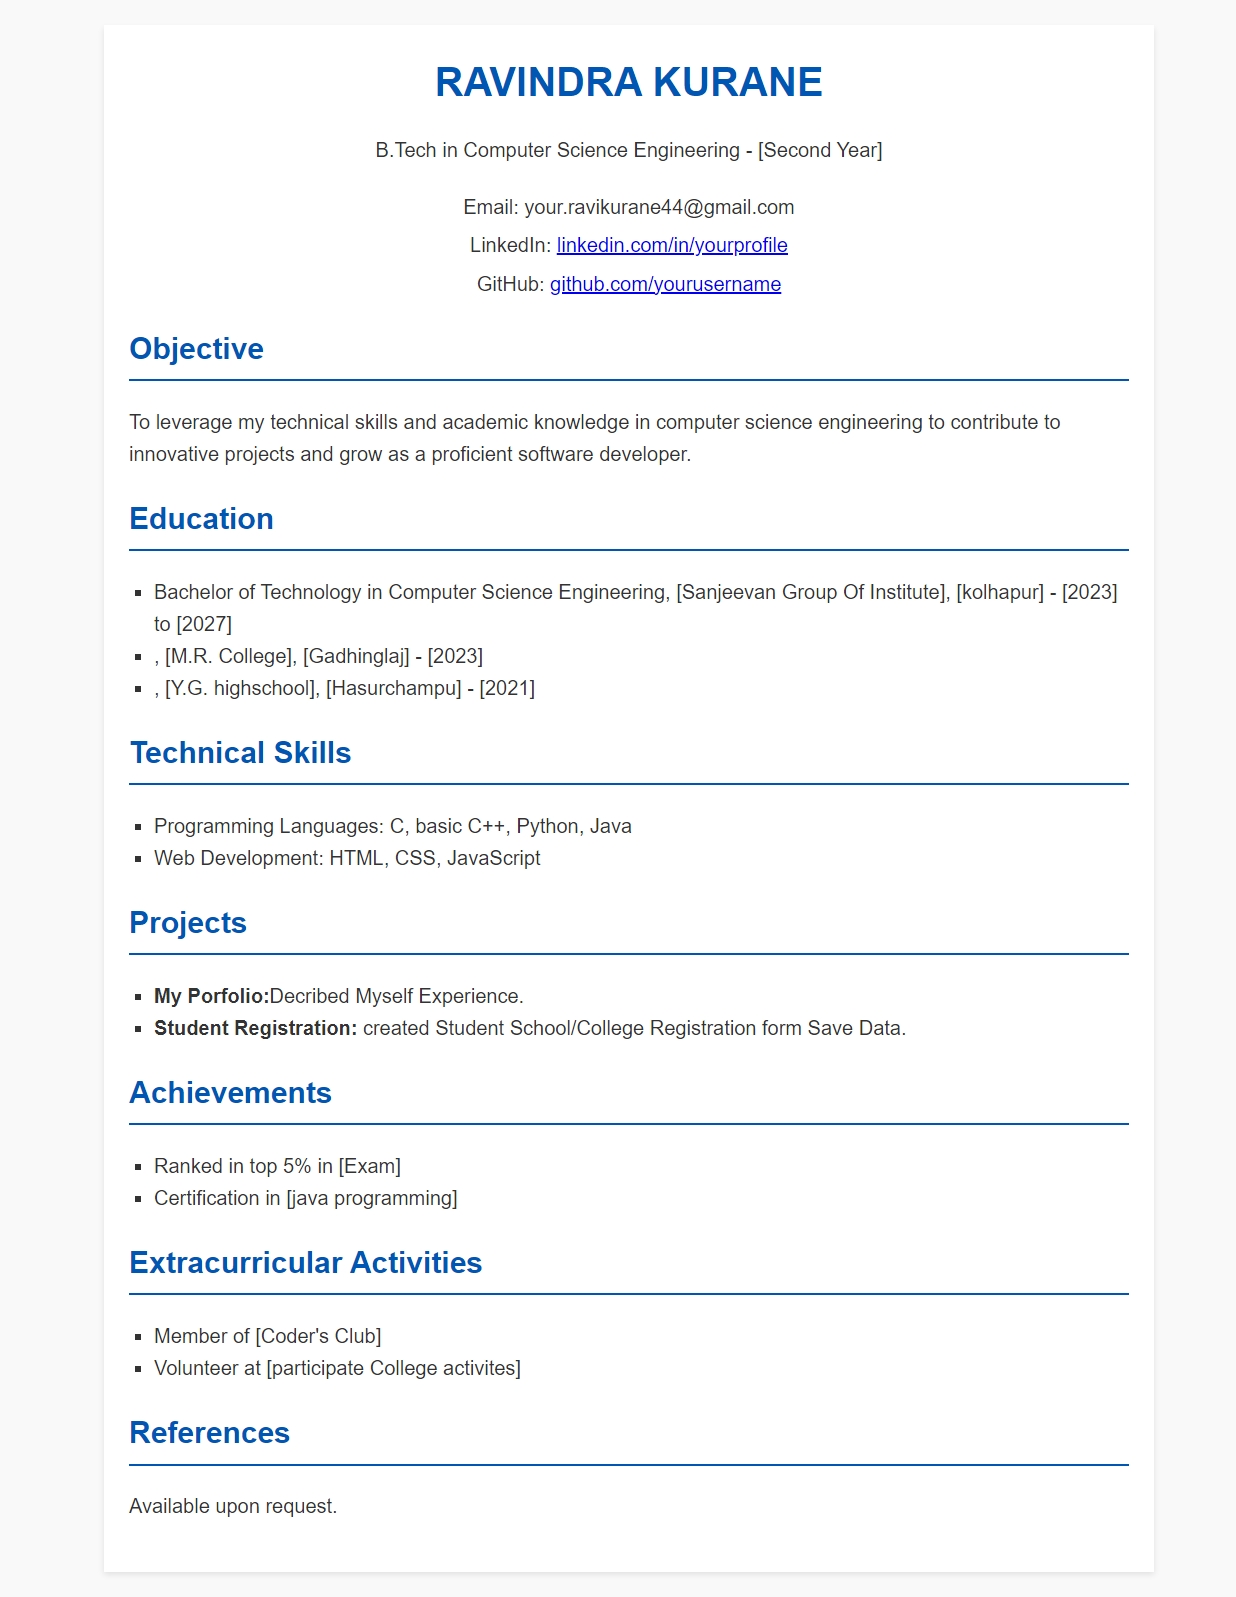 RAVINDRA KURANE
B.Tech in Computer Science Engineering - [Second Year]
Email: your.ravikurane44@gmail.com
LinkedIn: linkedin.com/in/yourprofile
GitHub: github.com/yourusername
Objective
To leverage my technical skills and academic knowledge in computer science engineering to contribute to
innovative projects and grow as a proficient software developer.
Education
Bachelor of Technology in Computer Science Engineering, [Sanjeevan Group Of Institute], [kolhapur] - [2023]
to [2027]
, [M.R. College], [Gadhinglaj] - [2023]
, [Y.G. highschool], [Hasurchampu] - [2021]
Technical Skills
Programming Languages: C, basic C++, Python, Java
Web Development: HTML, CSS, JavaScript
Projects
My Porfolio:Decribed Myself Experience.
Student Registration: created Student School/College Registration form Save Data.
Achievements
Ranked in top 5% in [Exam]
Certification in [java programming]
Extracurricular Activities
Member of [Coder's Club]
Volunteer at [participate College activites]
References
Available upon request.